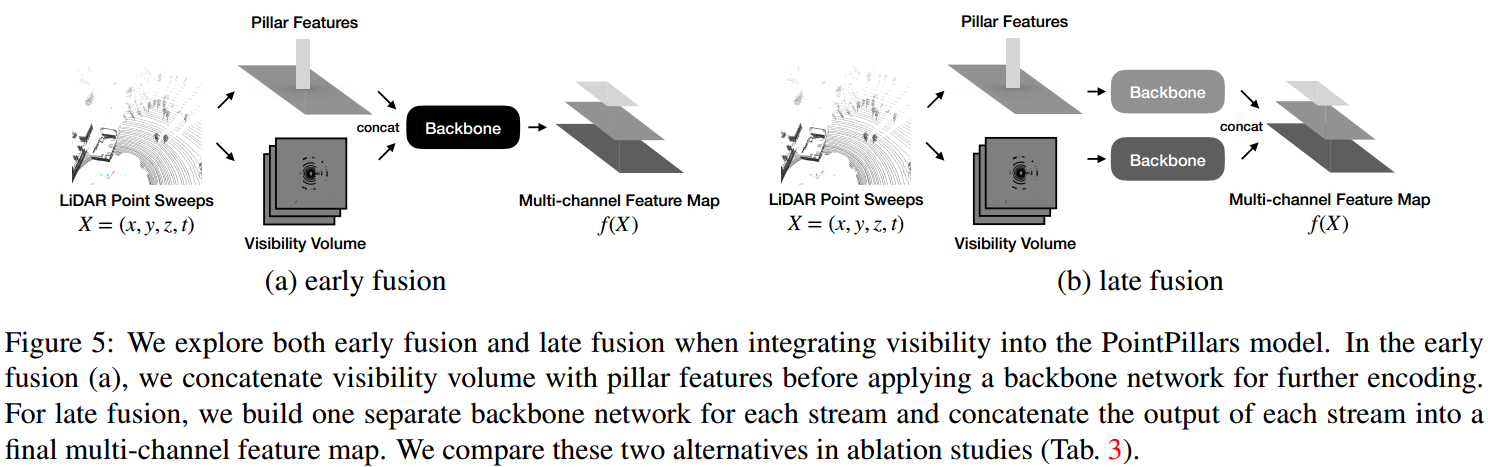 Pillar Features
LiDAR Point Sweeps
X = (x, y, z, t)
Visibility Volume
concat
Backbone
Multi-channel Feature Map
f(X)
(a) early fusion
Pillar Features
LiDAR Point Sweeps
X = (x, y, z, t)
Visibility Volume
Backbone
Backbone
concat
Multi-channel Feature Map
f(X)
(b) late fusion
Figure 5: We explore both early fusion and late fusion when integrating visibility into the PointPillars model. In the early
fusion (a), we concatenate visibility volume with pillar features before applying a backbone network for further encoding.
For late fusion, we build one separate backbone network for each stream and concatenate the output of each stream into a
final multi-channel feature map. We compare these two alternatives in ablation studies (Tab. 3).